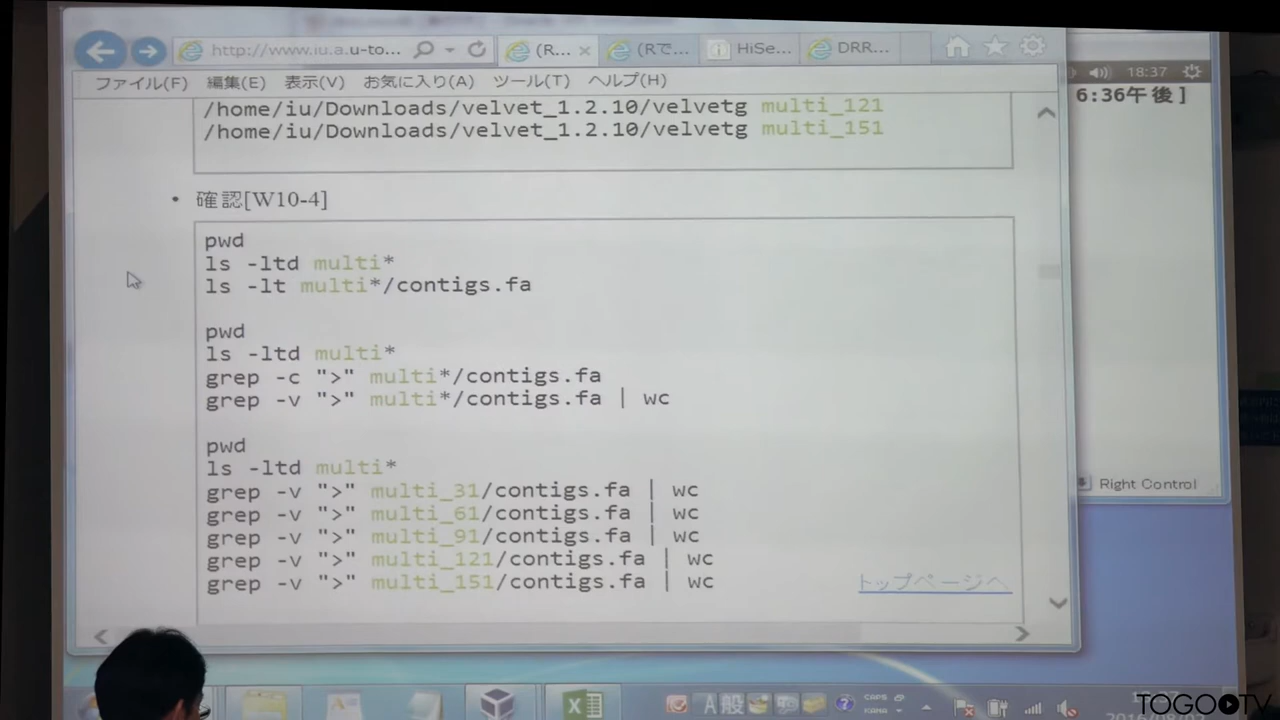 http://www.iu.a.u-to...
(R...
(Rで...
HiSe...
DRR...
ファイル(F) 編集(E) 表示(V) お気に入り(A) ツール(T) ヘルプ(H)
18:37
6:36午後]
/home/iu/Downloads/velvet_1.2.10/velvetg multi_121
/home/iu/Downloads/velvet_1.2.10/velvetg multi_151
• 確認[W10-4]
pwd
ls -ltd multi*
ls -lt multi*/contigs.fa
pwd
ls -ltd multi*
grep -c ">" multi*/contigs.fa
grep -v ">" multi*/contigs.fa | wc
pwd
ls -ltd multi*
grep -v ">" multi_31/contigs.fa | wc
grep -v ">" multi_61/contigs.fa | wc
grep -v ">" multi_91/contigs.fa | wc
grep -v ">" multi_121/contigs.fa | wc
grep -v ">" multi_151/contigs.fa | wc
トップページへ
Right Control
A 般
CAPS
KANA
TOGOTV